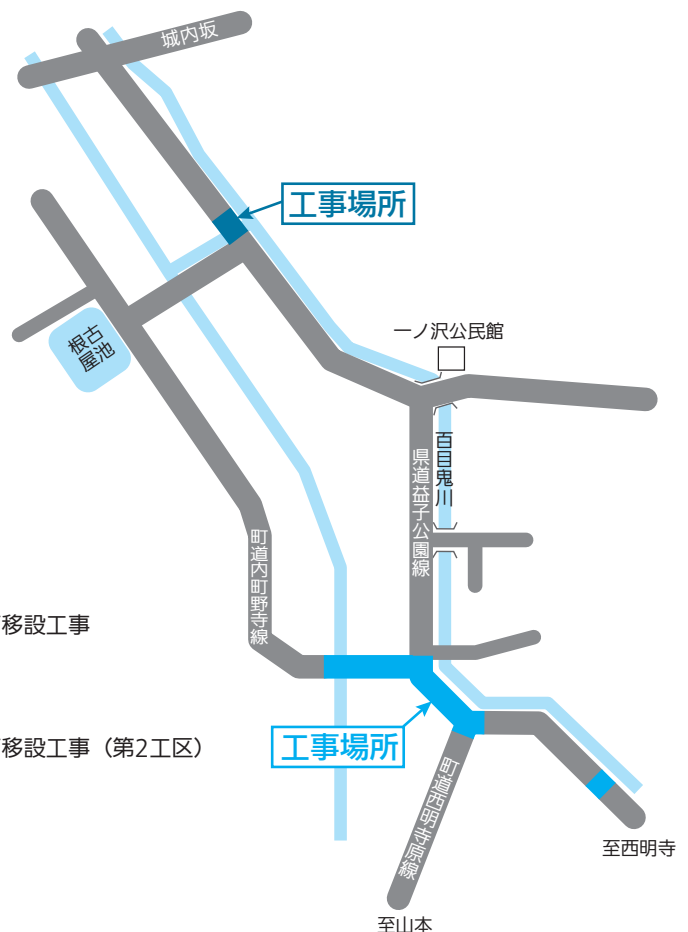 城内坂
工事場所
一ノ沢公民館
根古
屋池
百目鬼川
県道益子公園線
町道内町野寺線
移設工事
移設工事（第2工区）
工事場所
町道西明寺原線
至西明寺
至山本